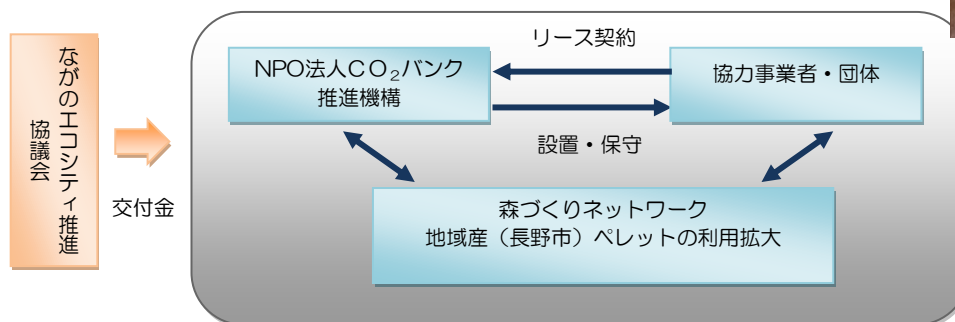 ながのエコシティ推進
協議会
交付金
リース契約
NPO法人CO₂バンク
推進機構
協力事業者・団体
設置・保守
森づくりネットワーク
地域産（長野市）ペレットの利用拡大